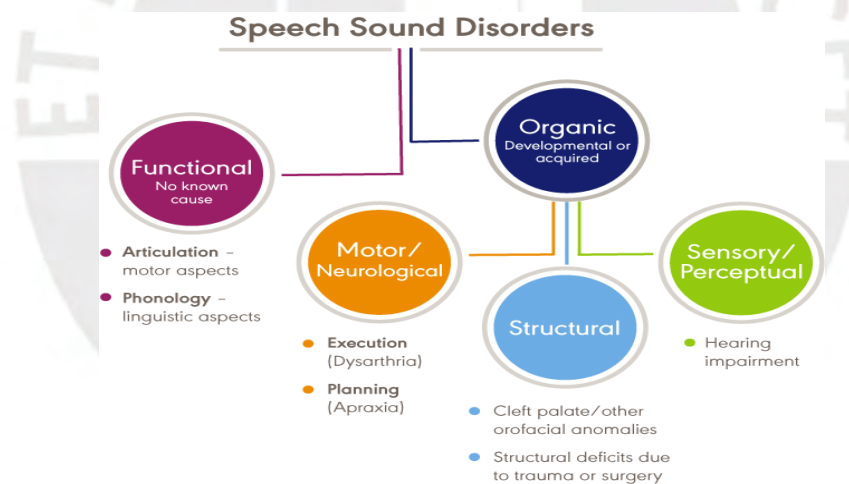 Speech Sound Disorders
Functional
No known
cause
Articulation –
motor aspects
Phonology –
linguistic aspects
Organic
Developmental or
acquired
Motor/
Neurological
Execution
(Dysarthria)
Planning
(Apraxia)
Structural
Cleft palate/other
orofacial anomalies
Structural deficits due
to trauma or surgery
Sensory/
Perceptual
Hearing
impairment